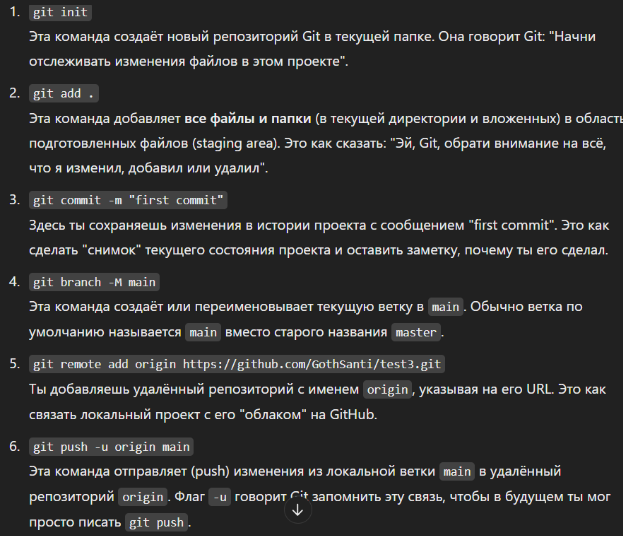 1. git init
Эта команда создаёт новый репозиторий Git в текущей папке. Она говорит Git: "Начни
отслеживать изменения файлов в этом проекте".
2. git add .
Эта команда добавляет все файлы и папки (в текущей директории и вложенных) в область
подготовленных файлов (staging area). Это как сказать: "Эй, Git, обрати внимание на всё,
что я изменил, добавил или удалил".
3. git commit -m "first commit"
Здесь ты сохраняешь изменения в истории проекта с сообщением "first commit". Это как
сделать "снимок" текущего состояния проекта и оставить заметку, почему ты его сделал.
4. git branch -M main
Эта команда создаёт или переименовывает текущую ветку в main. Обычно ветка по
умолчанию называется main вместо старого названия master.
5. git remote add origin https://github.com/GothSanti/test3.git
Ты добавляешь удалённый репозиторий с именем origin, указывая на его URL. Это как
связать локальный проект с его "облаком" на GitHub.
6. git push -u origin main
Эта команда отправляет (push) изменения из локальной ветки main в удалённый
репозиторий origin. Флаг -u говорит Git запомнить эту связь, чтобы в будущем ты мог
просто писать git push.